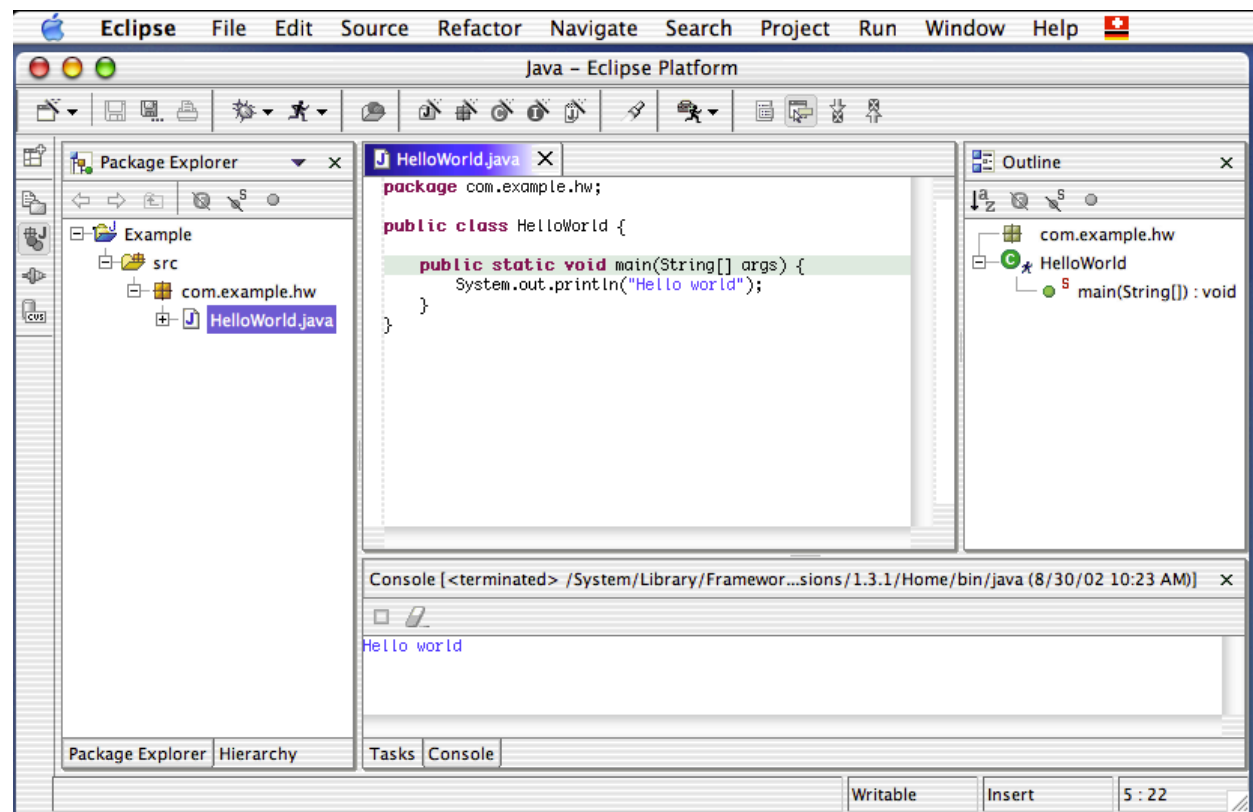 Eclipse File Edit Source Refactor Navigate Search Project Run Window Help
Java – Eclipse Platform
Package Explorer
Example
src
com.example.hw
HelloWorld.java
Package Explorer Hierarchy
HelloWorld.java
package com.example.hw;
public class HelloWorld {
public static void main(String[] args) {
System.out.println("Hello world");
}
}
Outline
com.example.hw
HelloWorld
S main(String[]) : void
Console [<terminated> /System/Library/Framewor...sions/1.3.1/Home/bin/java (8/30/02 10:23 AM)]
Hello world
Tasks Console
Writable Insert 5 : 22